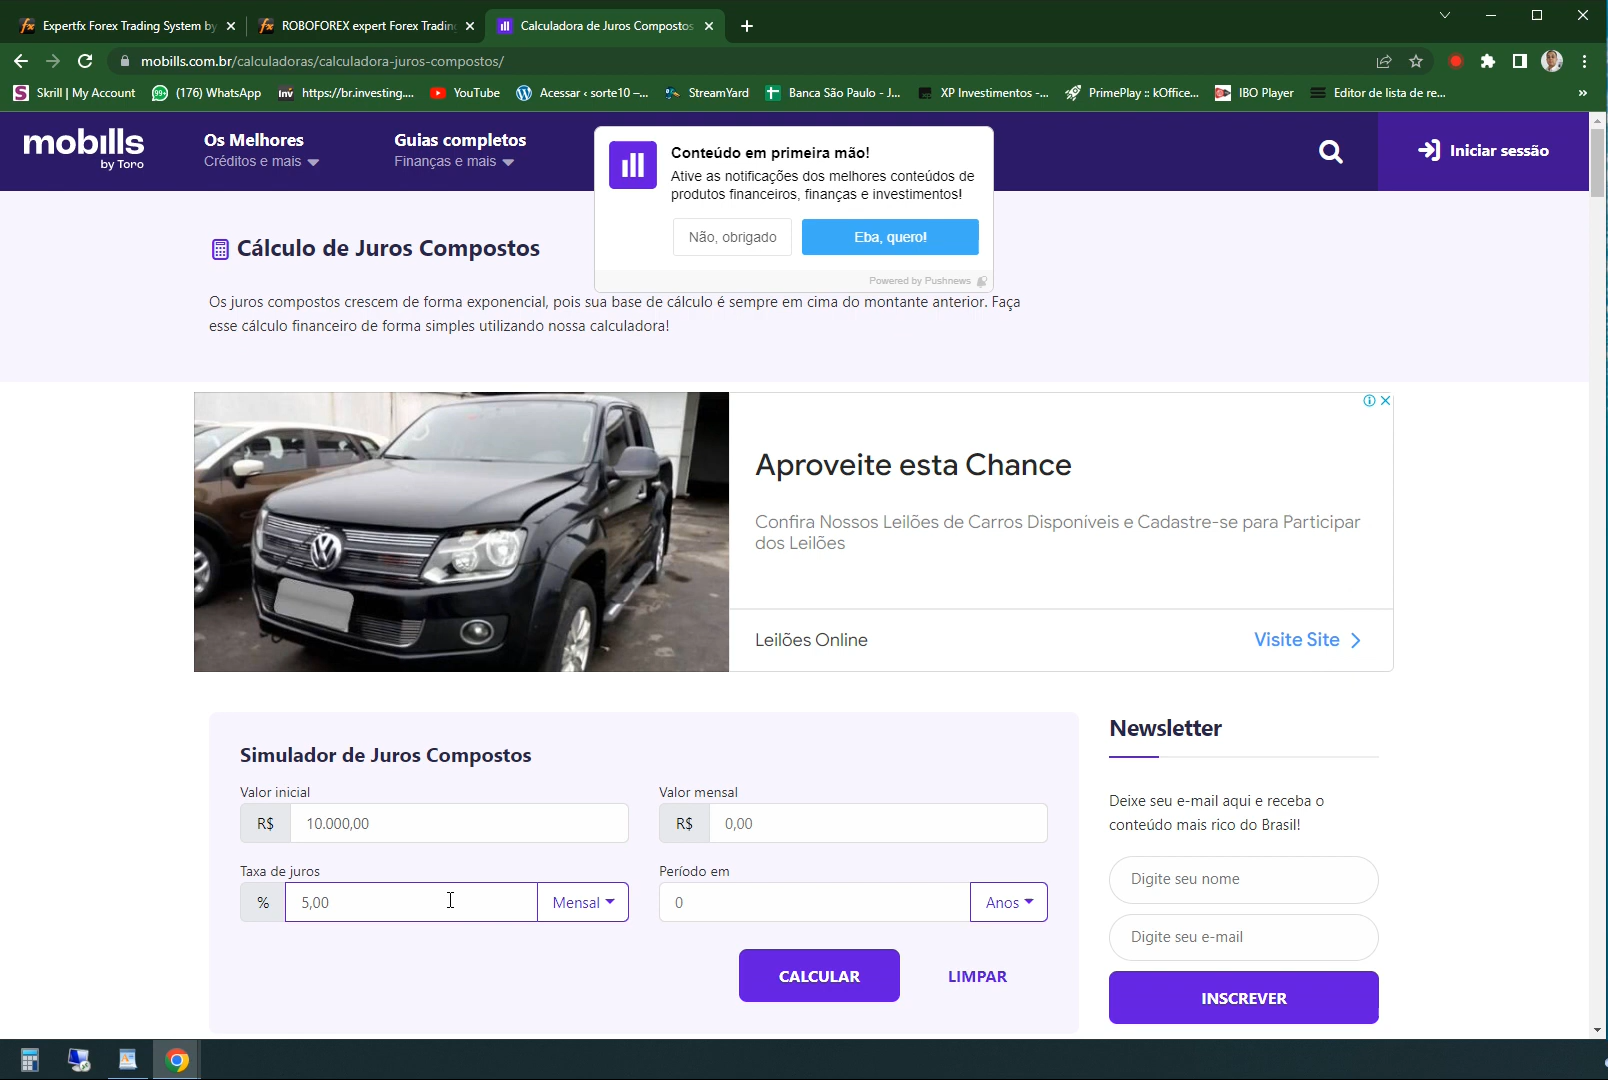 Expertfx Forex Trading System by
ROBOFOREX expert Forex Trading
Calculadora de Juros Compostos
mobills.com.br/calculadoras/calculadora-juros-compostos/
Skrill | My Account
99+
(176) WhatsApp
inv
https://br.investing....
YouTube
Acessar ‹ sorte10 –...
StreamYard
Banca São Paulo - J...
XP Investimentos -...
PrimePlay :: kOffice...
IBO Player
Editor de lista de re...
»
mobills
by Toro
Os Melhores
Créditos e mais
Guias completos
Finanças e mais
Conteúdo em primeira mão!
Ative as notificações dos melhores conteúdos de
produtos financeiros, finanças e investimentos!
Não, obrigado
Eba, quero!
Powered by Pushnews
Iniciar sessão
Cálculo de Juros Compostos
Os juros compostos crescem de forma exponencial, pois sua base de cálculo é sempre em cima do montante anterior. Faça
esse cálculo financeiro de forma simples utilizando nossa calculadora!
Aproveite esta Chance
Confira Nossos Leilões de Carros Disponíveis e Cadastre-se para Participar
dos Leilões
Leilões Online
Visite Site
Simulador de Juros Compostos
Valor inicial
R$ 10.000,00
Valor mensal
R$ 0,00
Taxa de juros
% 5,00 Mensal
Período em
0 Anos
CALCULAR
LIMPAR
Newsletter
Deixe seu e-mail aqui e receba o
conteúdo mais rico do Brasil!
Digite seu nome
Digite seu e-mail
INSCREVER